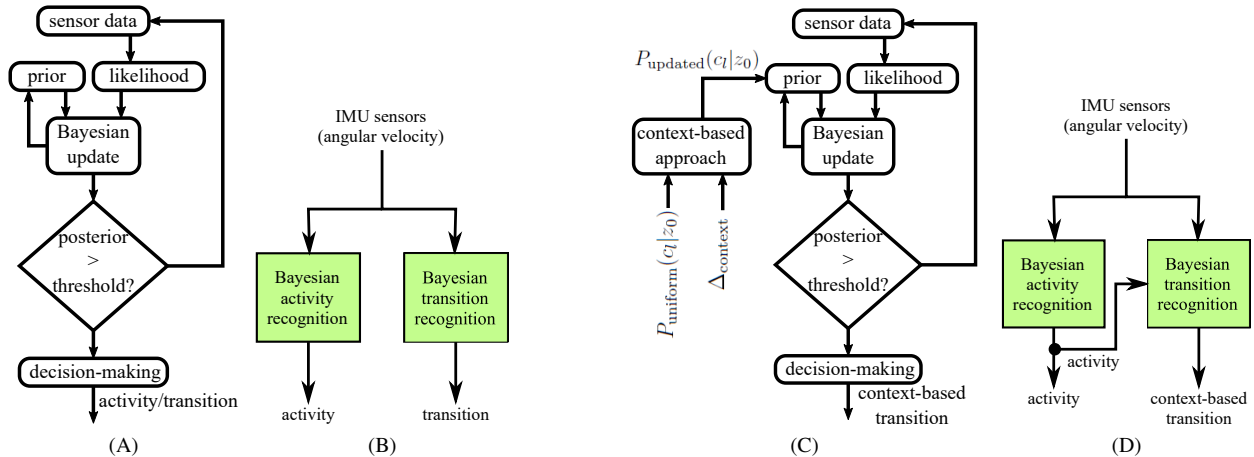 sensor data
prior
likelihood
Bayesian
update
posterior
>
threshold?
decision-making
activity/transition
(A)
IMU sensors
(angular velocity)
Bayesian
activity
recognition
Bayesian
transition
recognition
activity
transition
(B)
sensor data
P_updated(c_l|z_0)
prior
likelihood
context-based
approach
Bayesian
update
P_uniform(c_l|z_0)
Δ_context
posterior
>
threshold?
decision-making
context-based
transition
(C)
IMU sensors
(angular velocity)
Bayesian
activity
recognition
Bayesian
transition
recognition
activity
activity
context-based
transition
(D)